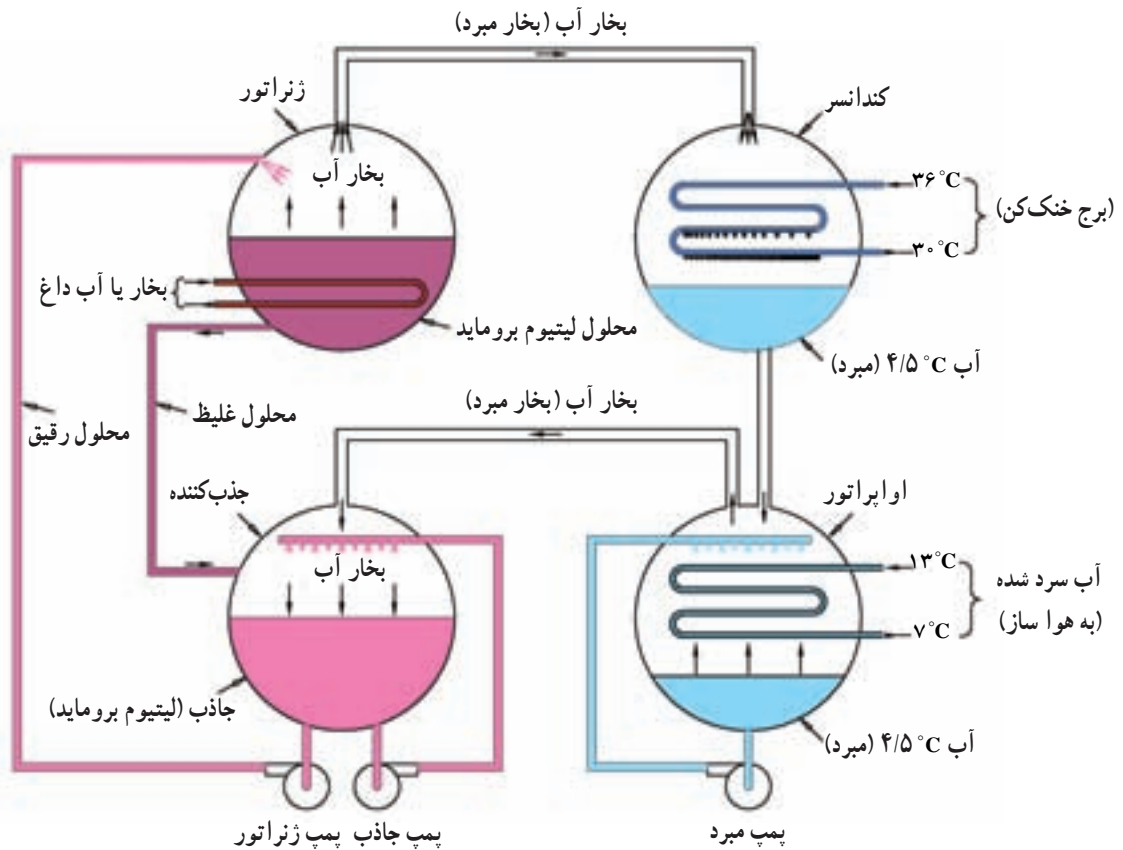 بخار آب (بخار مبرد)
ژنراتور
کندانسر
بخار آب
۳۶°C
(برج خنک‌کن)
۳۰°C
بخار یا آب داغ
محلول لیتیوم بروماید
آب ۴/۵ °C (مبرد)
بخار آب (بخار مبرد)
محلول رقیق
محلول غلیظ
جذب‌کننده
اواپراتور
بخار آب
۱۳°C
آب سرد شده
(به هوا ساز)
۷°C
جاذب (لیتیوم بروماید)
آب ۴/۵ °C (مبرد)
پمپ ژنراتور
پمپ جاذب
پمپ مبرد